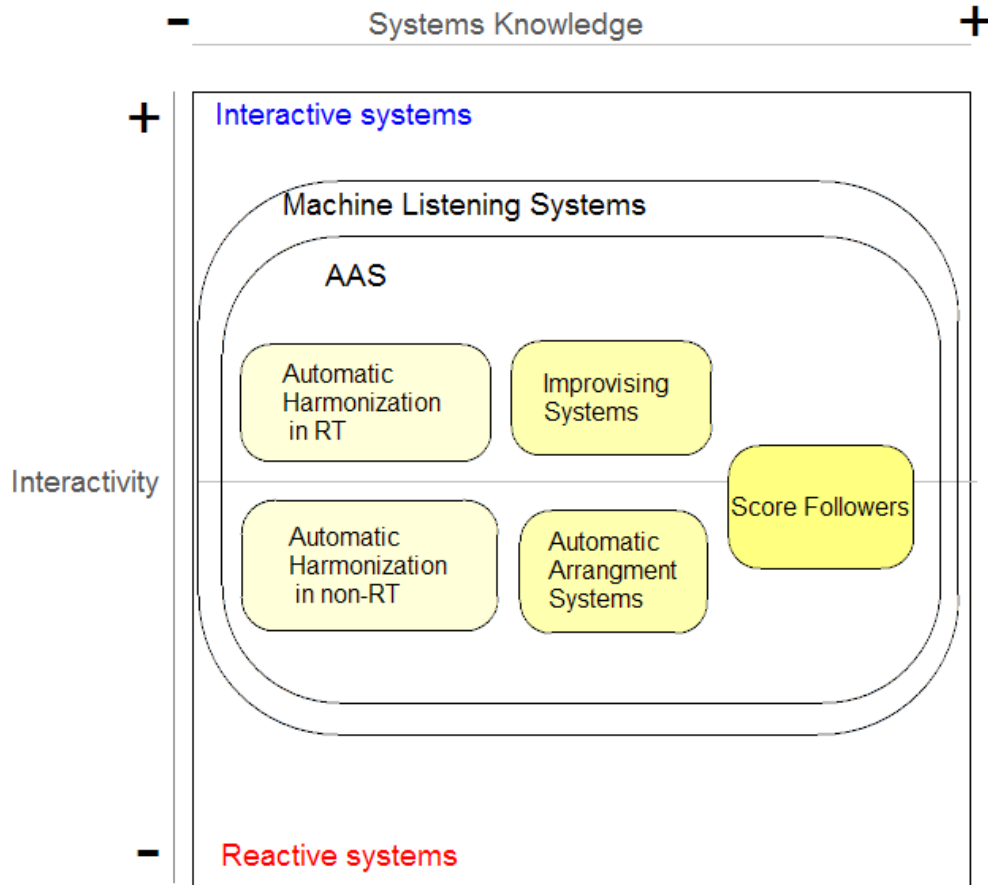 - Systems Knowledge +
+ Interactive systems
Machine Listening Systems
AAS
Automatic
Harmonization
in RT
Improvising
Systems
Interactivity
Score Followers
Automatic
Harmonization
in non-RT
Automatic
Arrangment
Systems
- Reactive systems